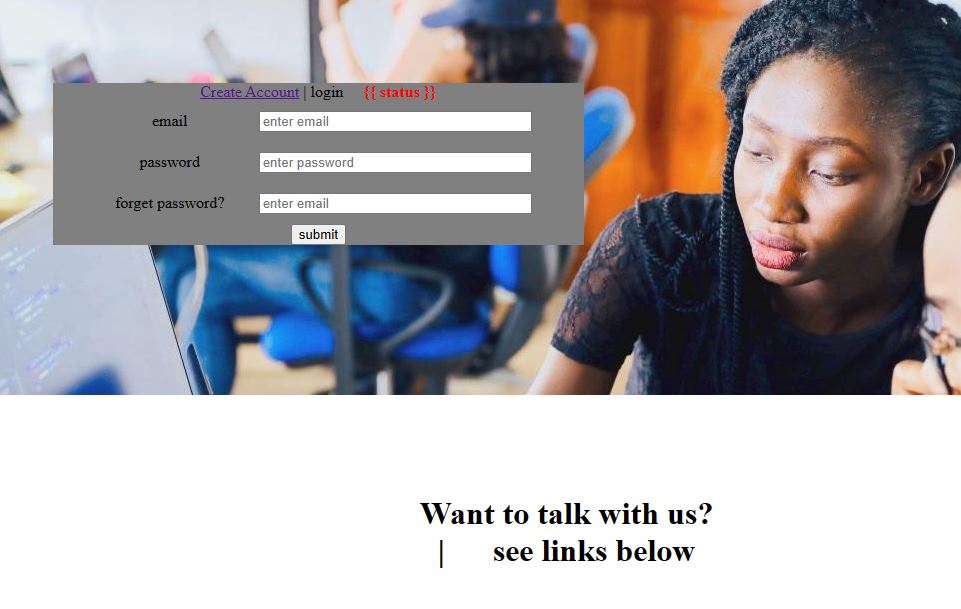 Create Account | login {{ status }}
email enter email
password enter password
forget password? enter email
submit
Want to talk with us?
| see links below